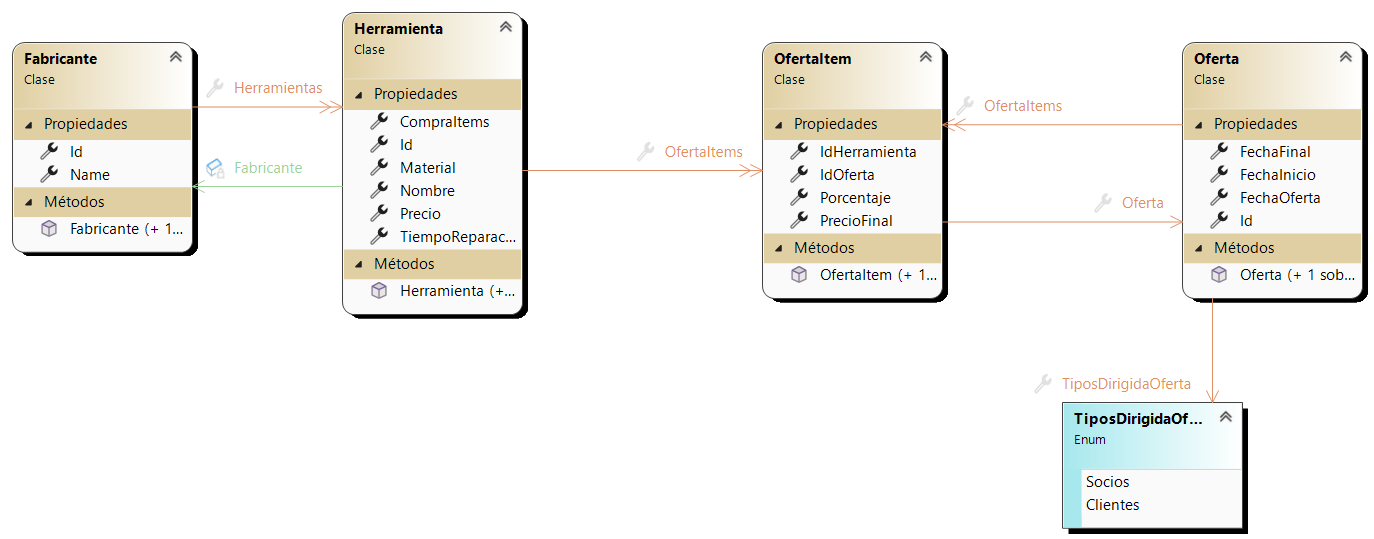 Fabricante
Clase
Propiedades
Id
Name
Métodos
Fabricante (+ 1...
Herramientas
Fabricante
Herramienta
Clase
Propiedades
CompraItems
Id
Material
Nombre
Precio
TiempoReparac...
Métodos
Herramienta (+...
OfertaItems
OfertaItem
Clase
Propiedades
IdHerramienta
IdOferta
Porcentaje
PrecioFinal
Métodos
OfertaItem (+ 1...
OfertaItems
Oferta
Oferta
Clase
Propiedades
FechaFinal
FechaInicio
FechaOferta
Id
Métodos
Oferta (+ 1 sob...
TiposDirigidaOferta
TiposDirigidaOf...
Enum
Socios
Clientes